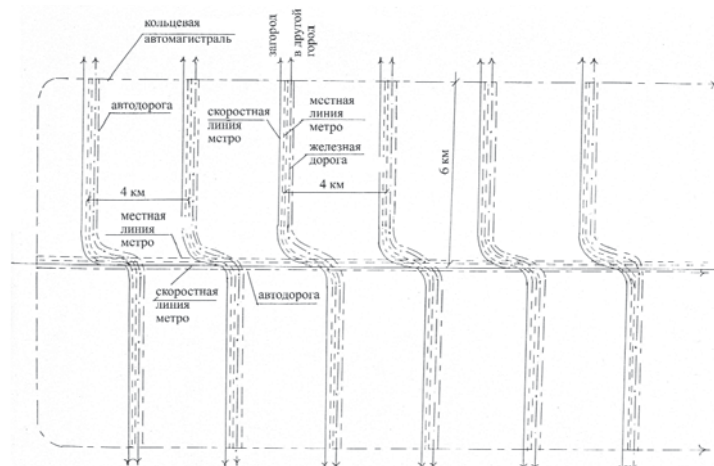 кольцевая
автомагистраль
загород
в другой
город
автодорога
скоростная
линия
метро
местная
линия
метро
железная
дорога
4 км
4 км
6 км
местная
линия
метро
скоростная
линия
метро
автодорога